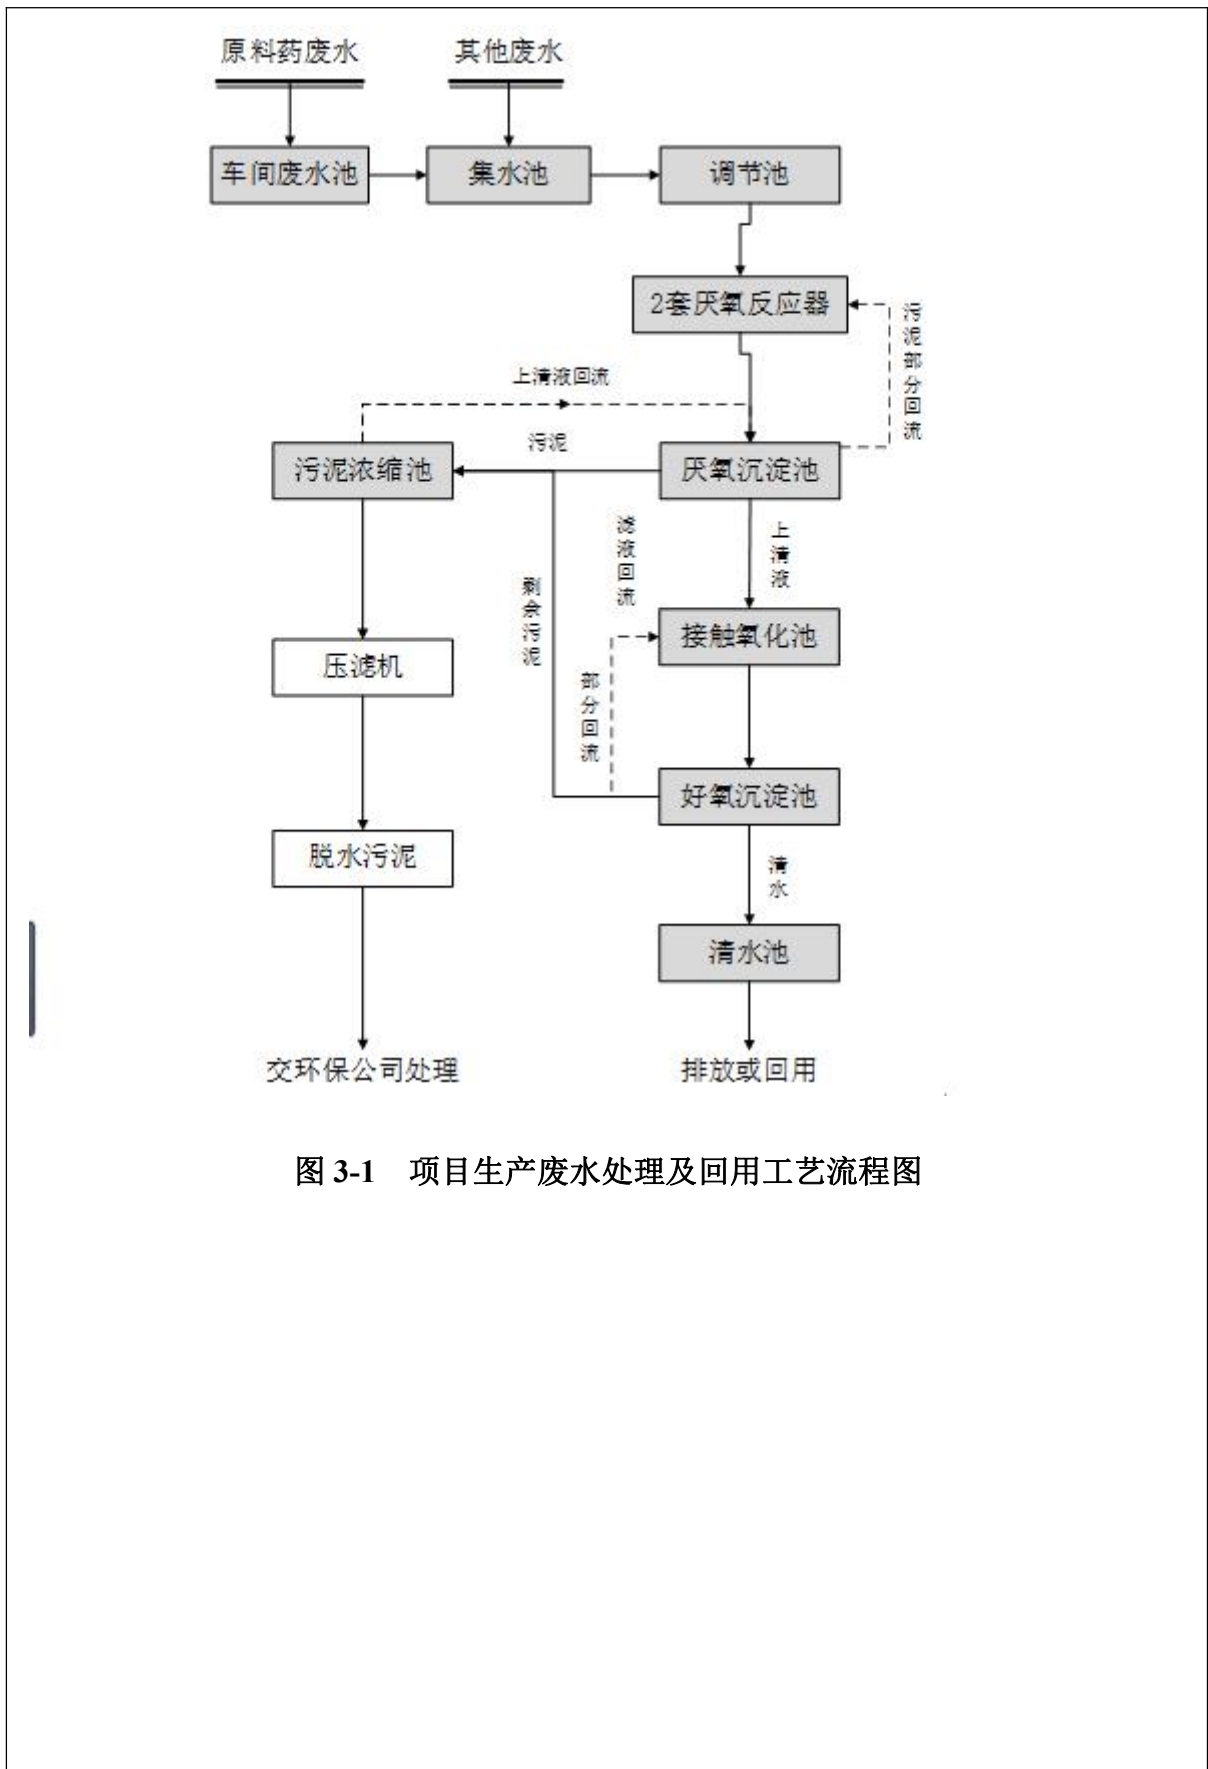 原料药废水
其他废水
车间废水池
集水池
调节池
2套厌氧反应器
污泥部分回流
上清液回流
污泥
污泥浓缩池
厌氧沉淀池
滤液回流
上清液
剩余污泥
接触氧化池
压滤机
部分回流
好氧沉淀池
脱水污泥
清水
清水池
交环保公司处理
排放或回用
图 3-1 项目生产废水处理及回用工艺流程图